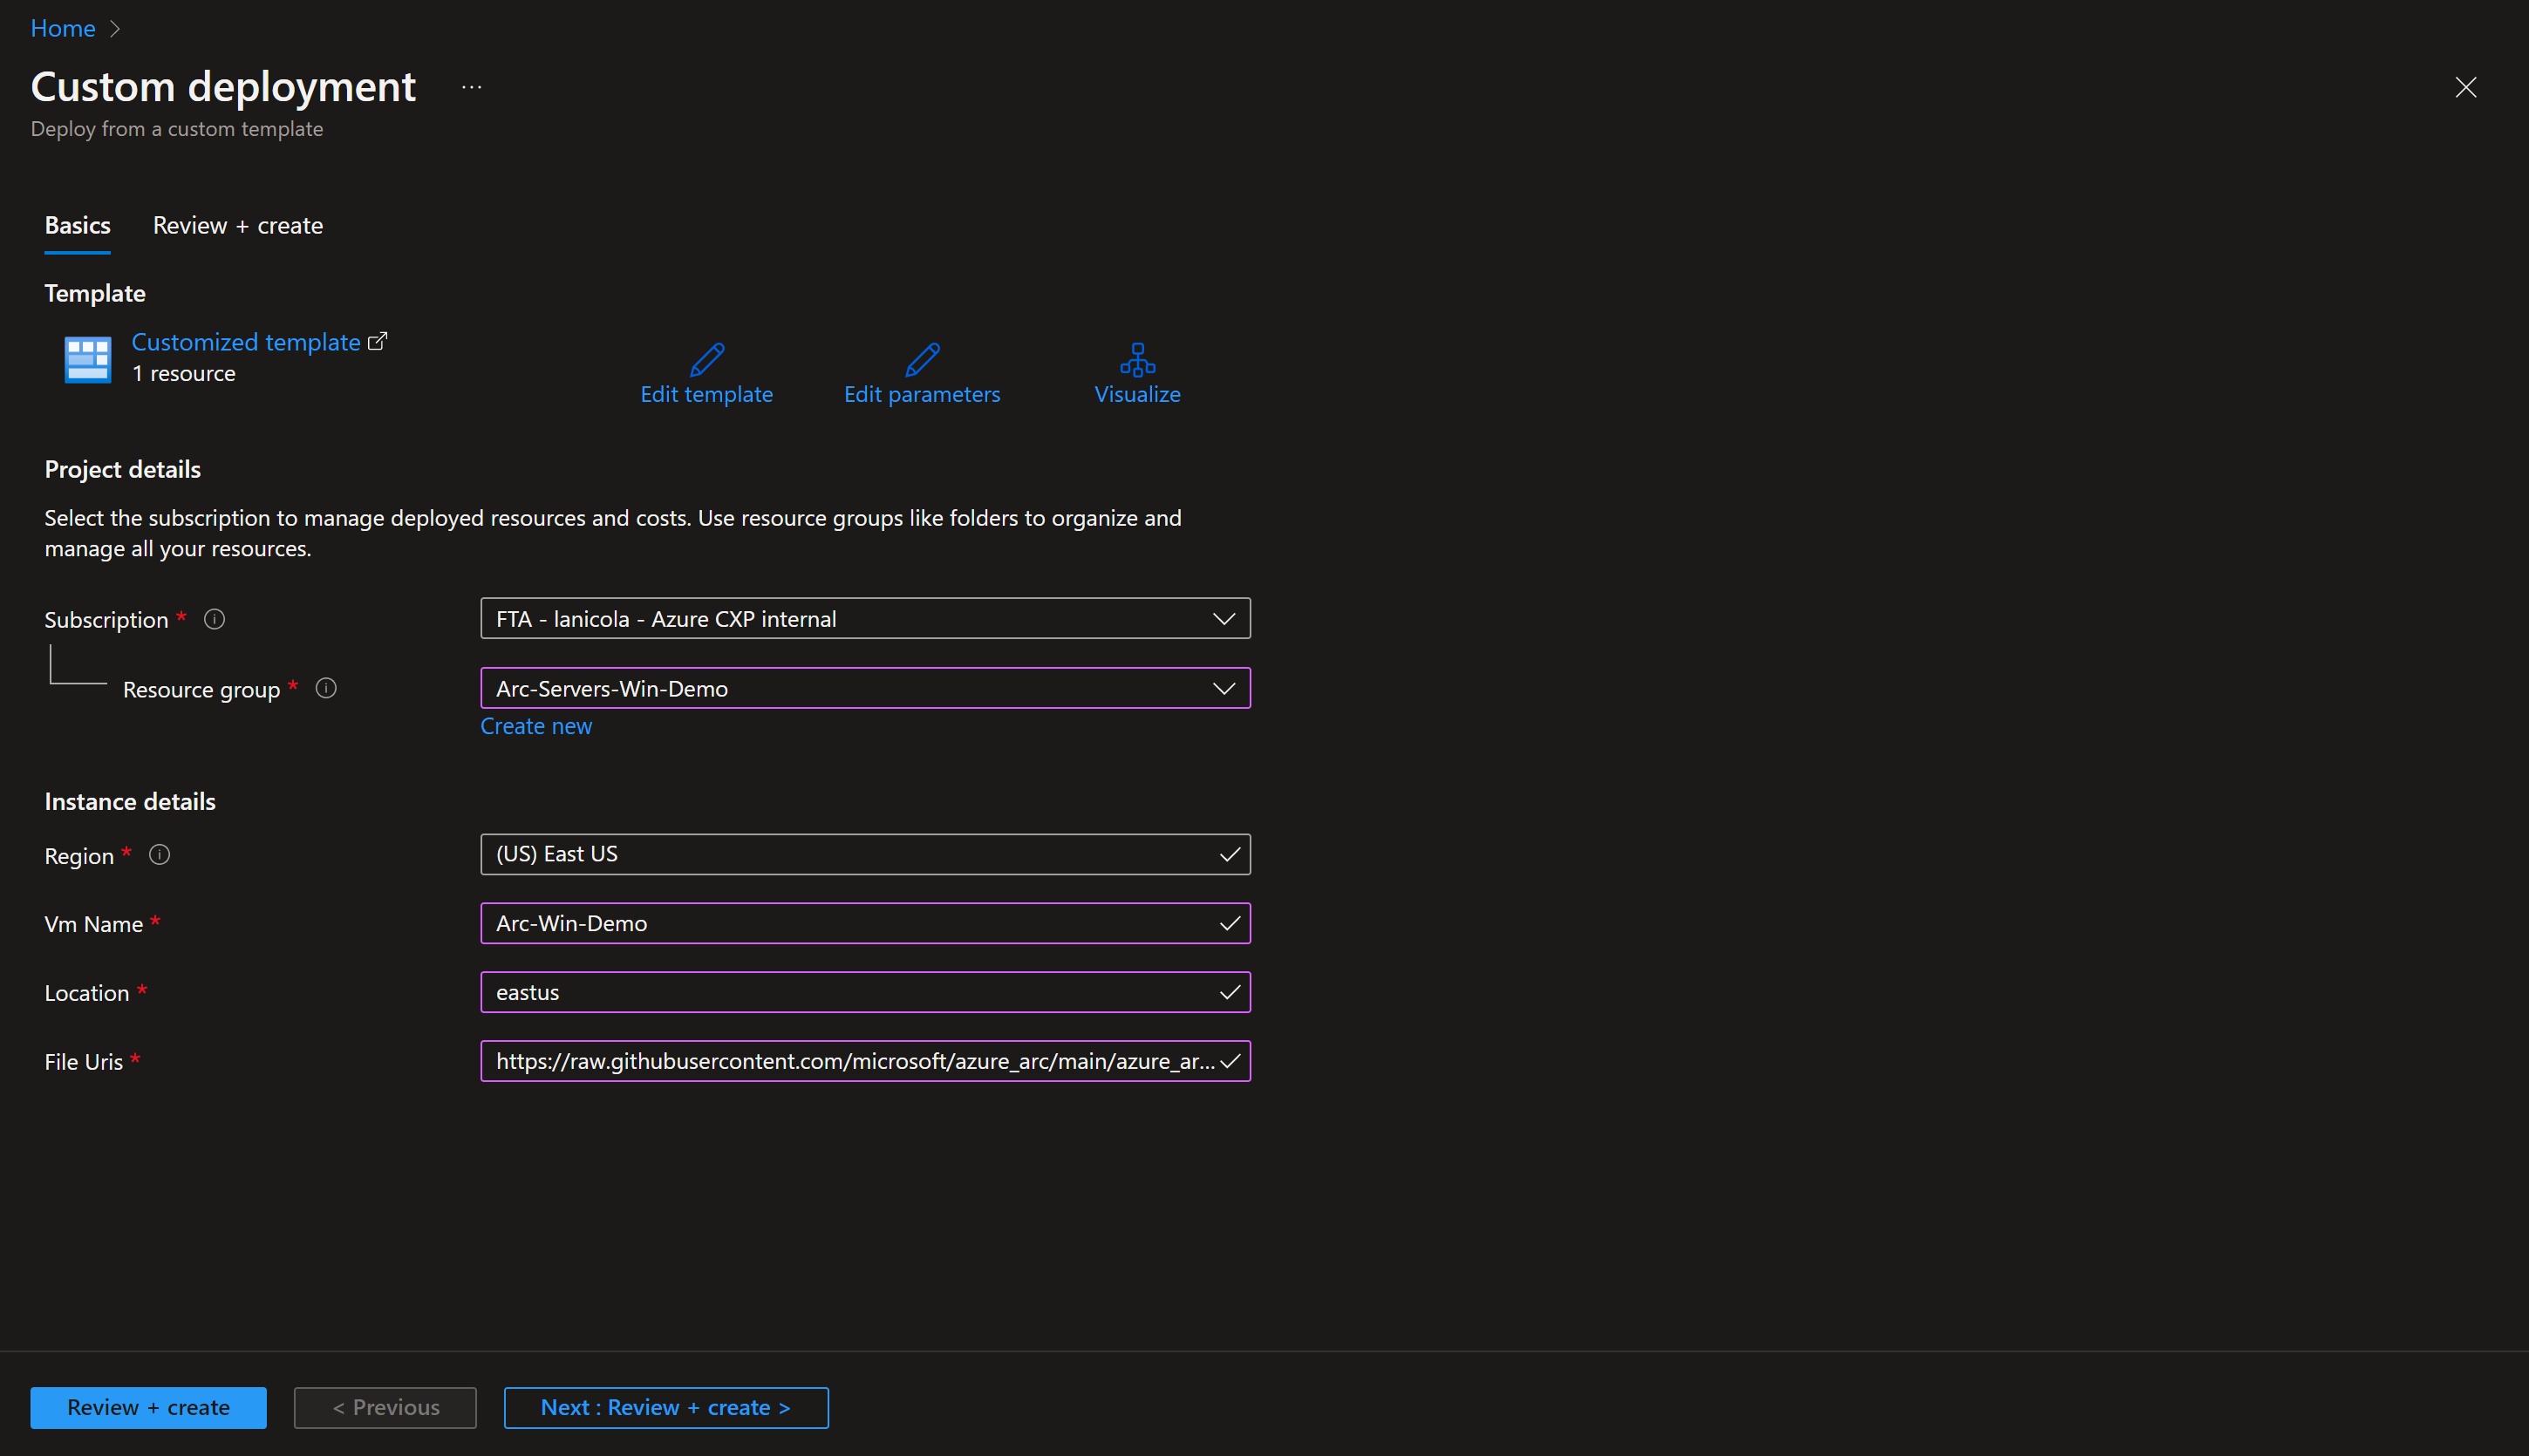 Home >
Custom deployment ...
Deploy from a custom template
Basics Review + create
Template
Customized template
1 resource
Edit template Edit parameters Visualize
Project details
Select the subscription to manage deployed resources and costs. Use resource groups like folders to organize and
manage all your resources.
Subscription * FTA - lanicola - Azure CXP internal
Resource group * Arc-Servers-Win-Demo
Create new
Instance details
Region * (US) East US
Vm Name * Arc-Win-Demo
Location * eastus
File Uris * https://raw.githubusercontent.com/microsoft/azure_arc/main/azure_ar...
Review + create < Previous Next : Review + create >